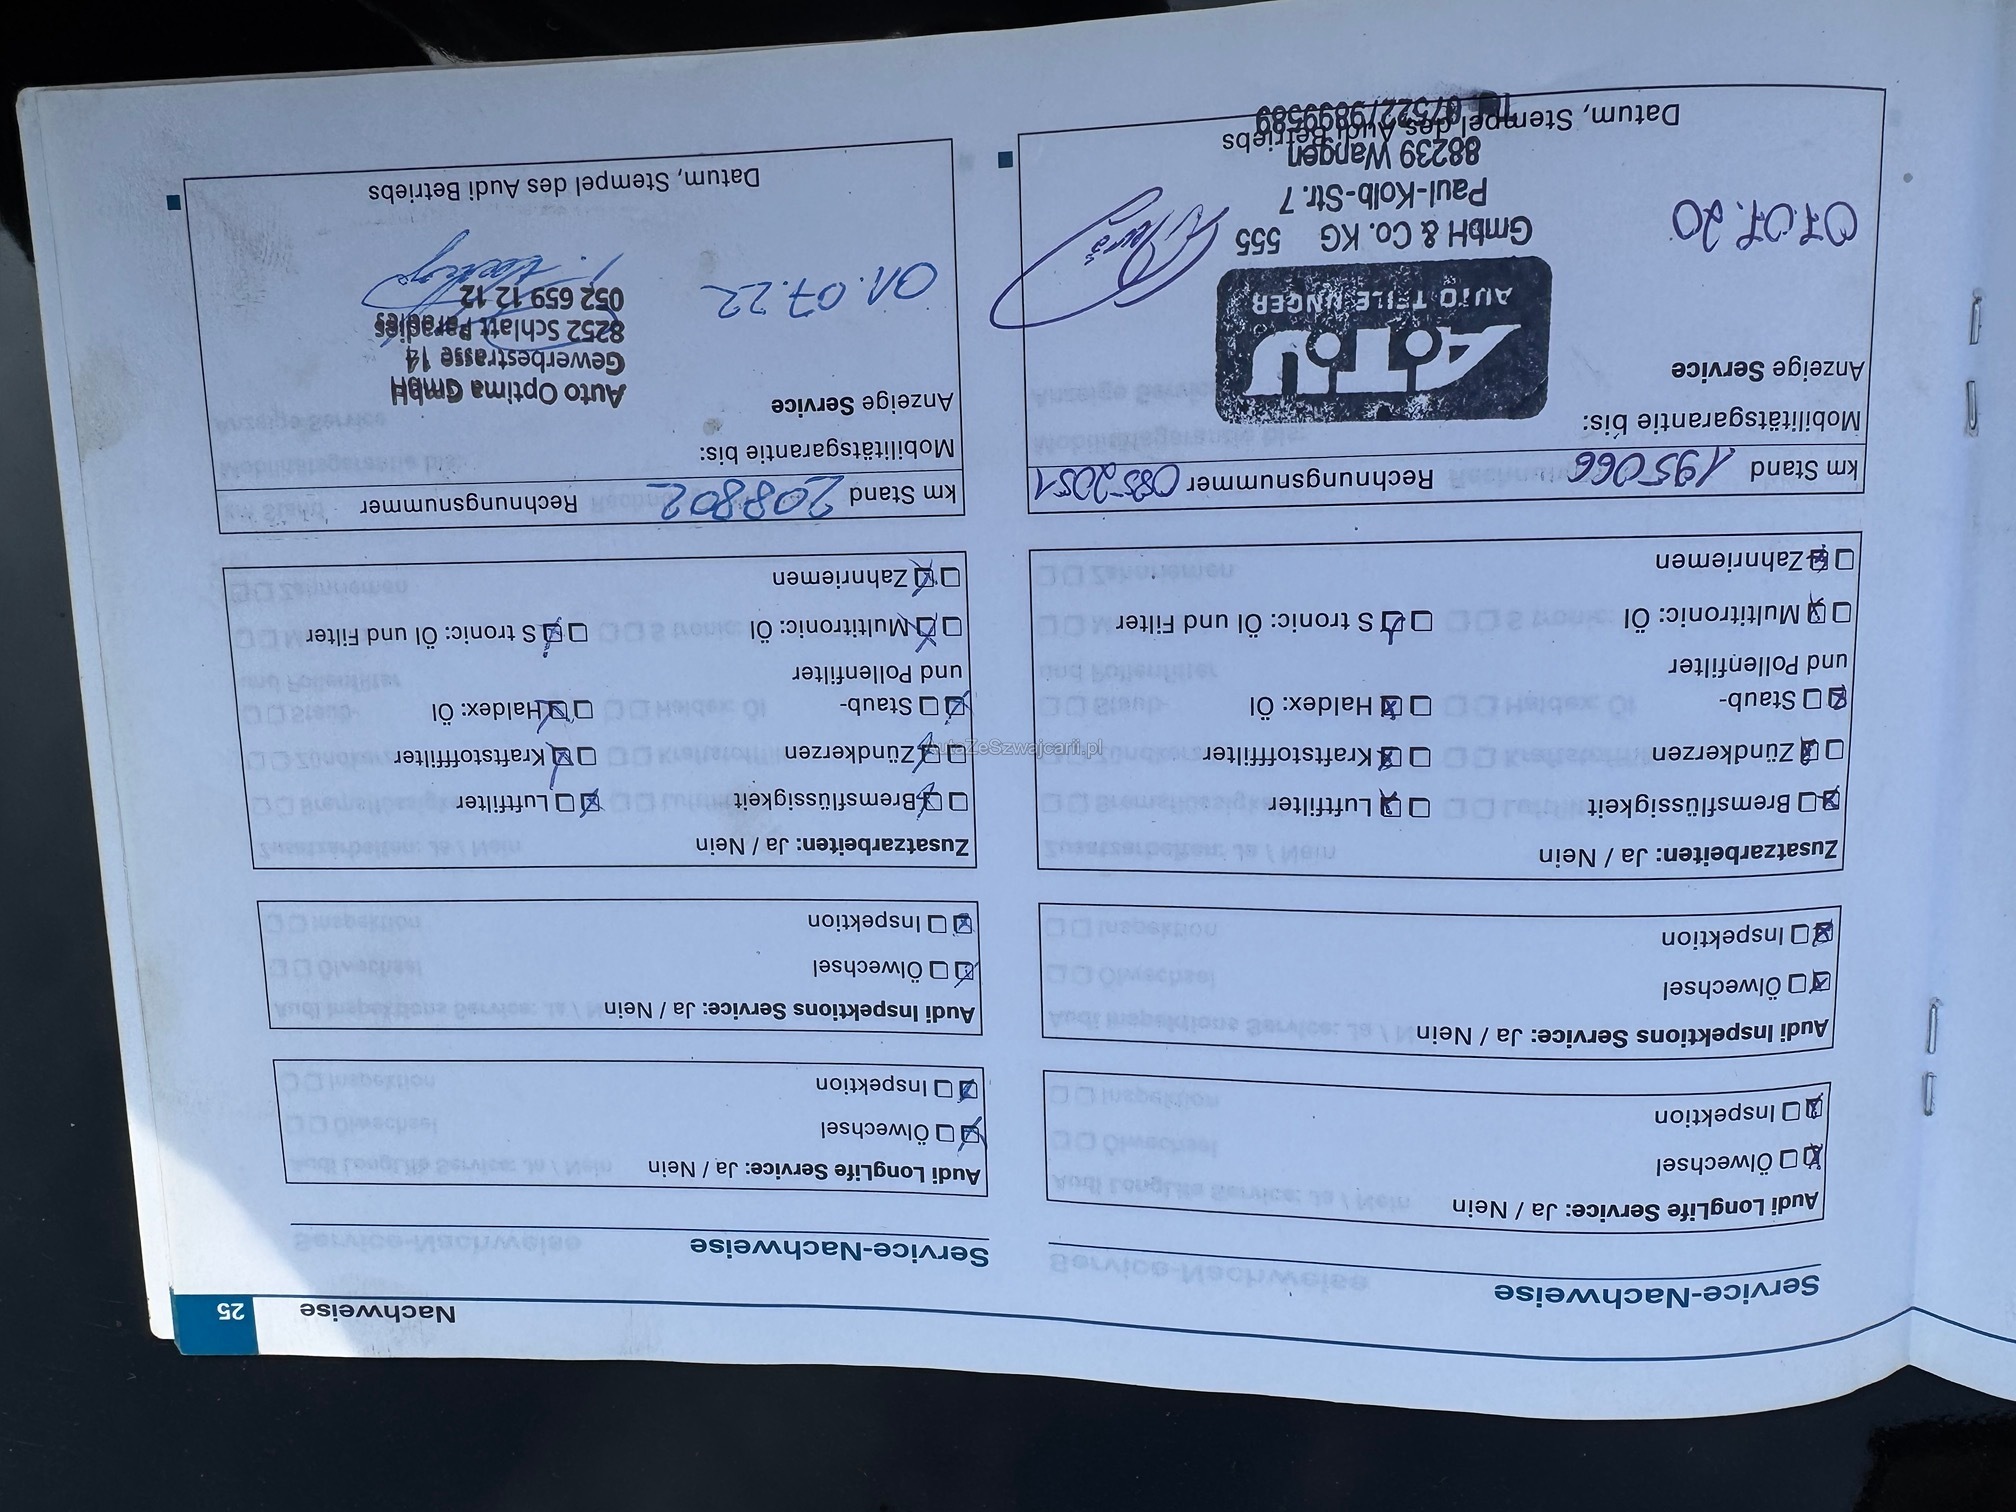 Nachweise
25
Service-Nachweise
Audi LongLife Service: Ja / Nein
Ölwechsel
Inspektion
Audi Inspektions Service: Ja / Nein
Ölwechsel
Inspektion
Zusatzarbeiten: Ja / Nein
Bremsflüssigkeit Luftfilter
Zündkerzen Kraftstofffilter
Staub- Haldex: Öl
und Pollenfilter
Multitronic: Öl S tronic: Öl und Filter
Zahnriemen
km Stand 195066 Rechnungsnummer 0552051
Mobilitätsgarantie bis:
Anzeige Service
A.T.U
AUTO TEILE UNGER
07.07.20
GmbH & Co. KG 555
Paul-Kolb-Str. 7
88239 Wangen
Tel. 07522/9899589
Datum, Stempel des Audi Betriebs
Service-Nachweise
Audi LongLife Service: Ja / Nein
Ölwechsel
Inspektion
Audi Inspektions Service: Ja / Nein
Ölwechsel
Inspektion
Zusatzarbeiten: Ja / Nein
Bremsflüssigkeit Luftfilter
Zündkerzen Kraftstofffilter
Staub- Haldex: Öl
und Pollenfilter
Multitronic: Öl S tronic: Öl und Filter
Zahnriemen
km Stand 208802 Rechnungsnummer
Mobilitätsgarantie bis:
Anzeige Service
Auto Optima GmbH
Gewerbestrasse 14
8252 Schlatt Paradies
052 659 12 12
01.07.22
Datum, Stempel des Audi Betriebs
AutaZeSzwajcarii.pl